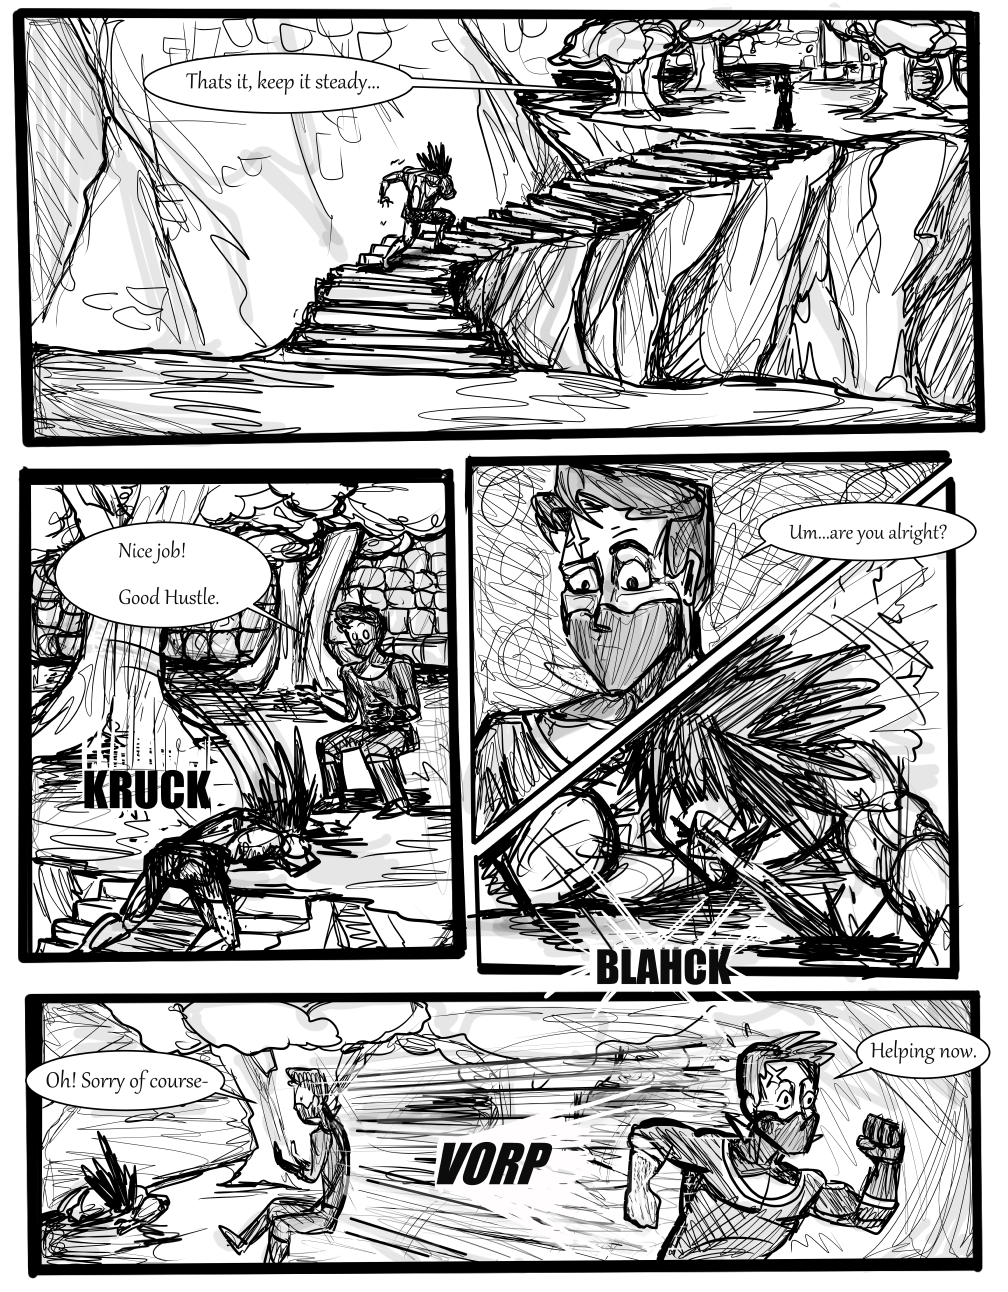 Thats it, keep it steady...
Nice job!
Good Hustle.
KRUCK
Um...are you alright?
BLAHCK
Oh! Sorry of course-
VORP
Helping now.